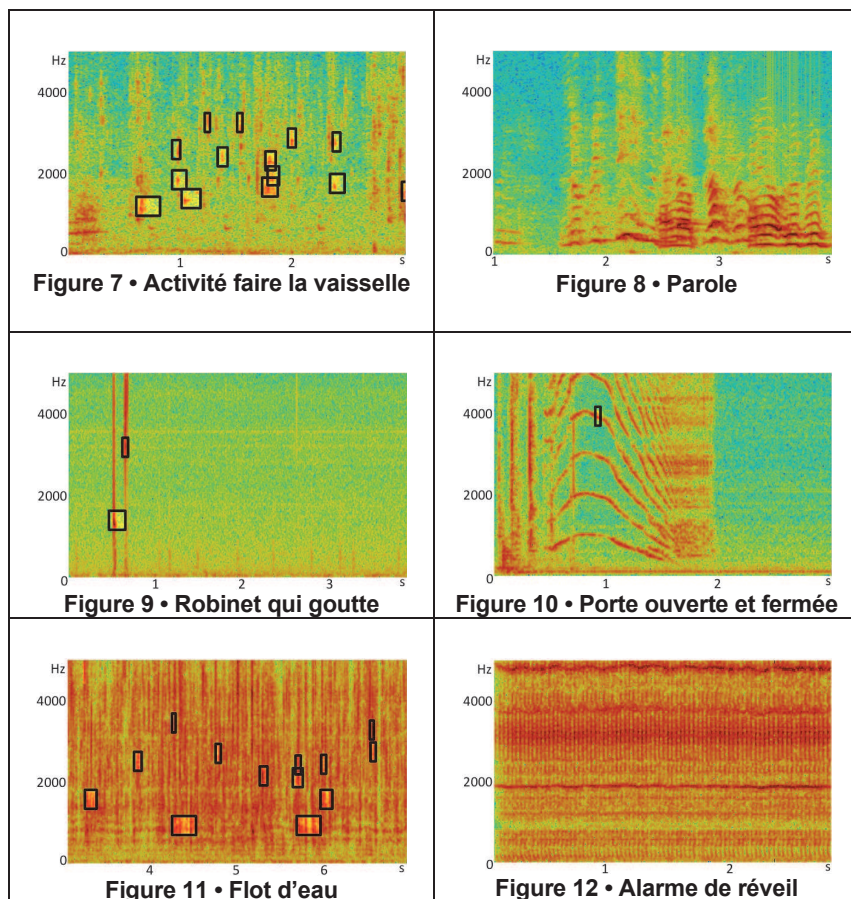 Hz
4000
2000
0
1
2
s
Figure 7 • Activité faire la vaisselle
Hz
4000
2000
0
1
2
3
s
Figure 8 • Parole
Hz
4000
2000
0
1
2
3
s
Figure 9 • Robinet qui goutte
Hz
4000
2000
0
1
2
s
Figure 10 • Porte ouverte et fermée
Hz
4000
2000
0
4
5
6
s
Figure 11 • Flot d'eau
Hz
4000
2000
0
1
2
s
Figure 12 • Alarme de réveil